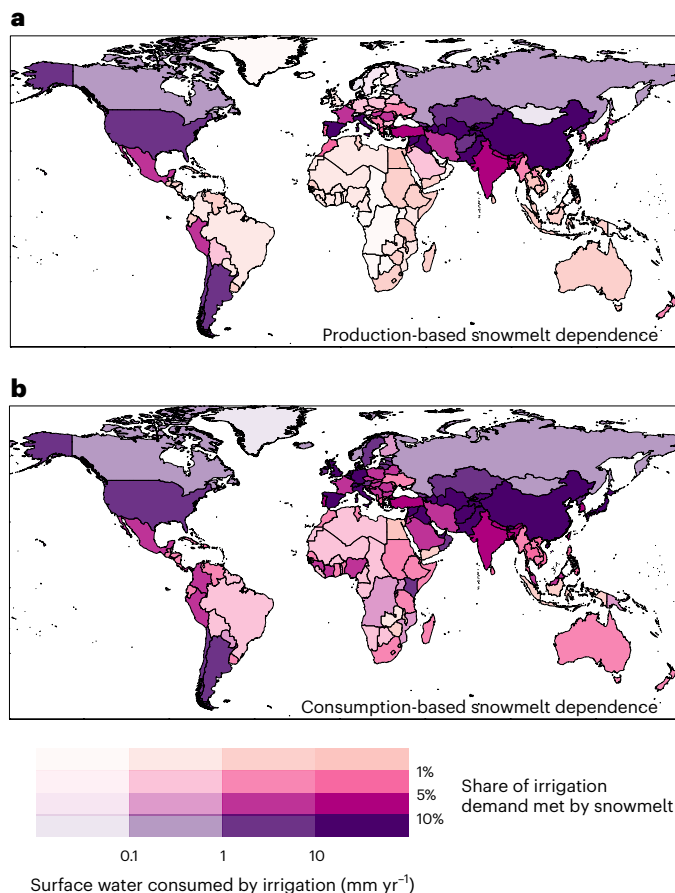 a
Production-based snowmelt dependence
b
Consumption-based snowmelt dependence
1%
5%
10%
Share of irrigation
demand met by snowmelt
0.1 1 10
Surface water consumed by irrigation (mm yr⁻¹)